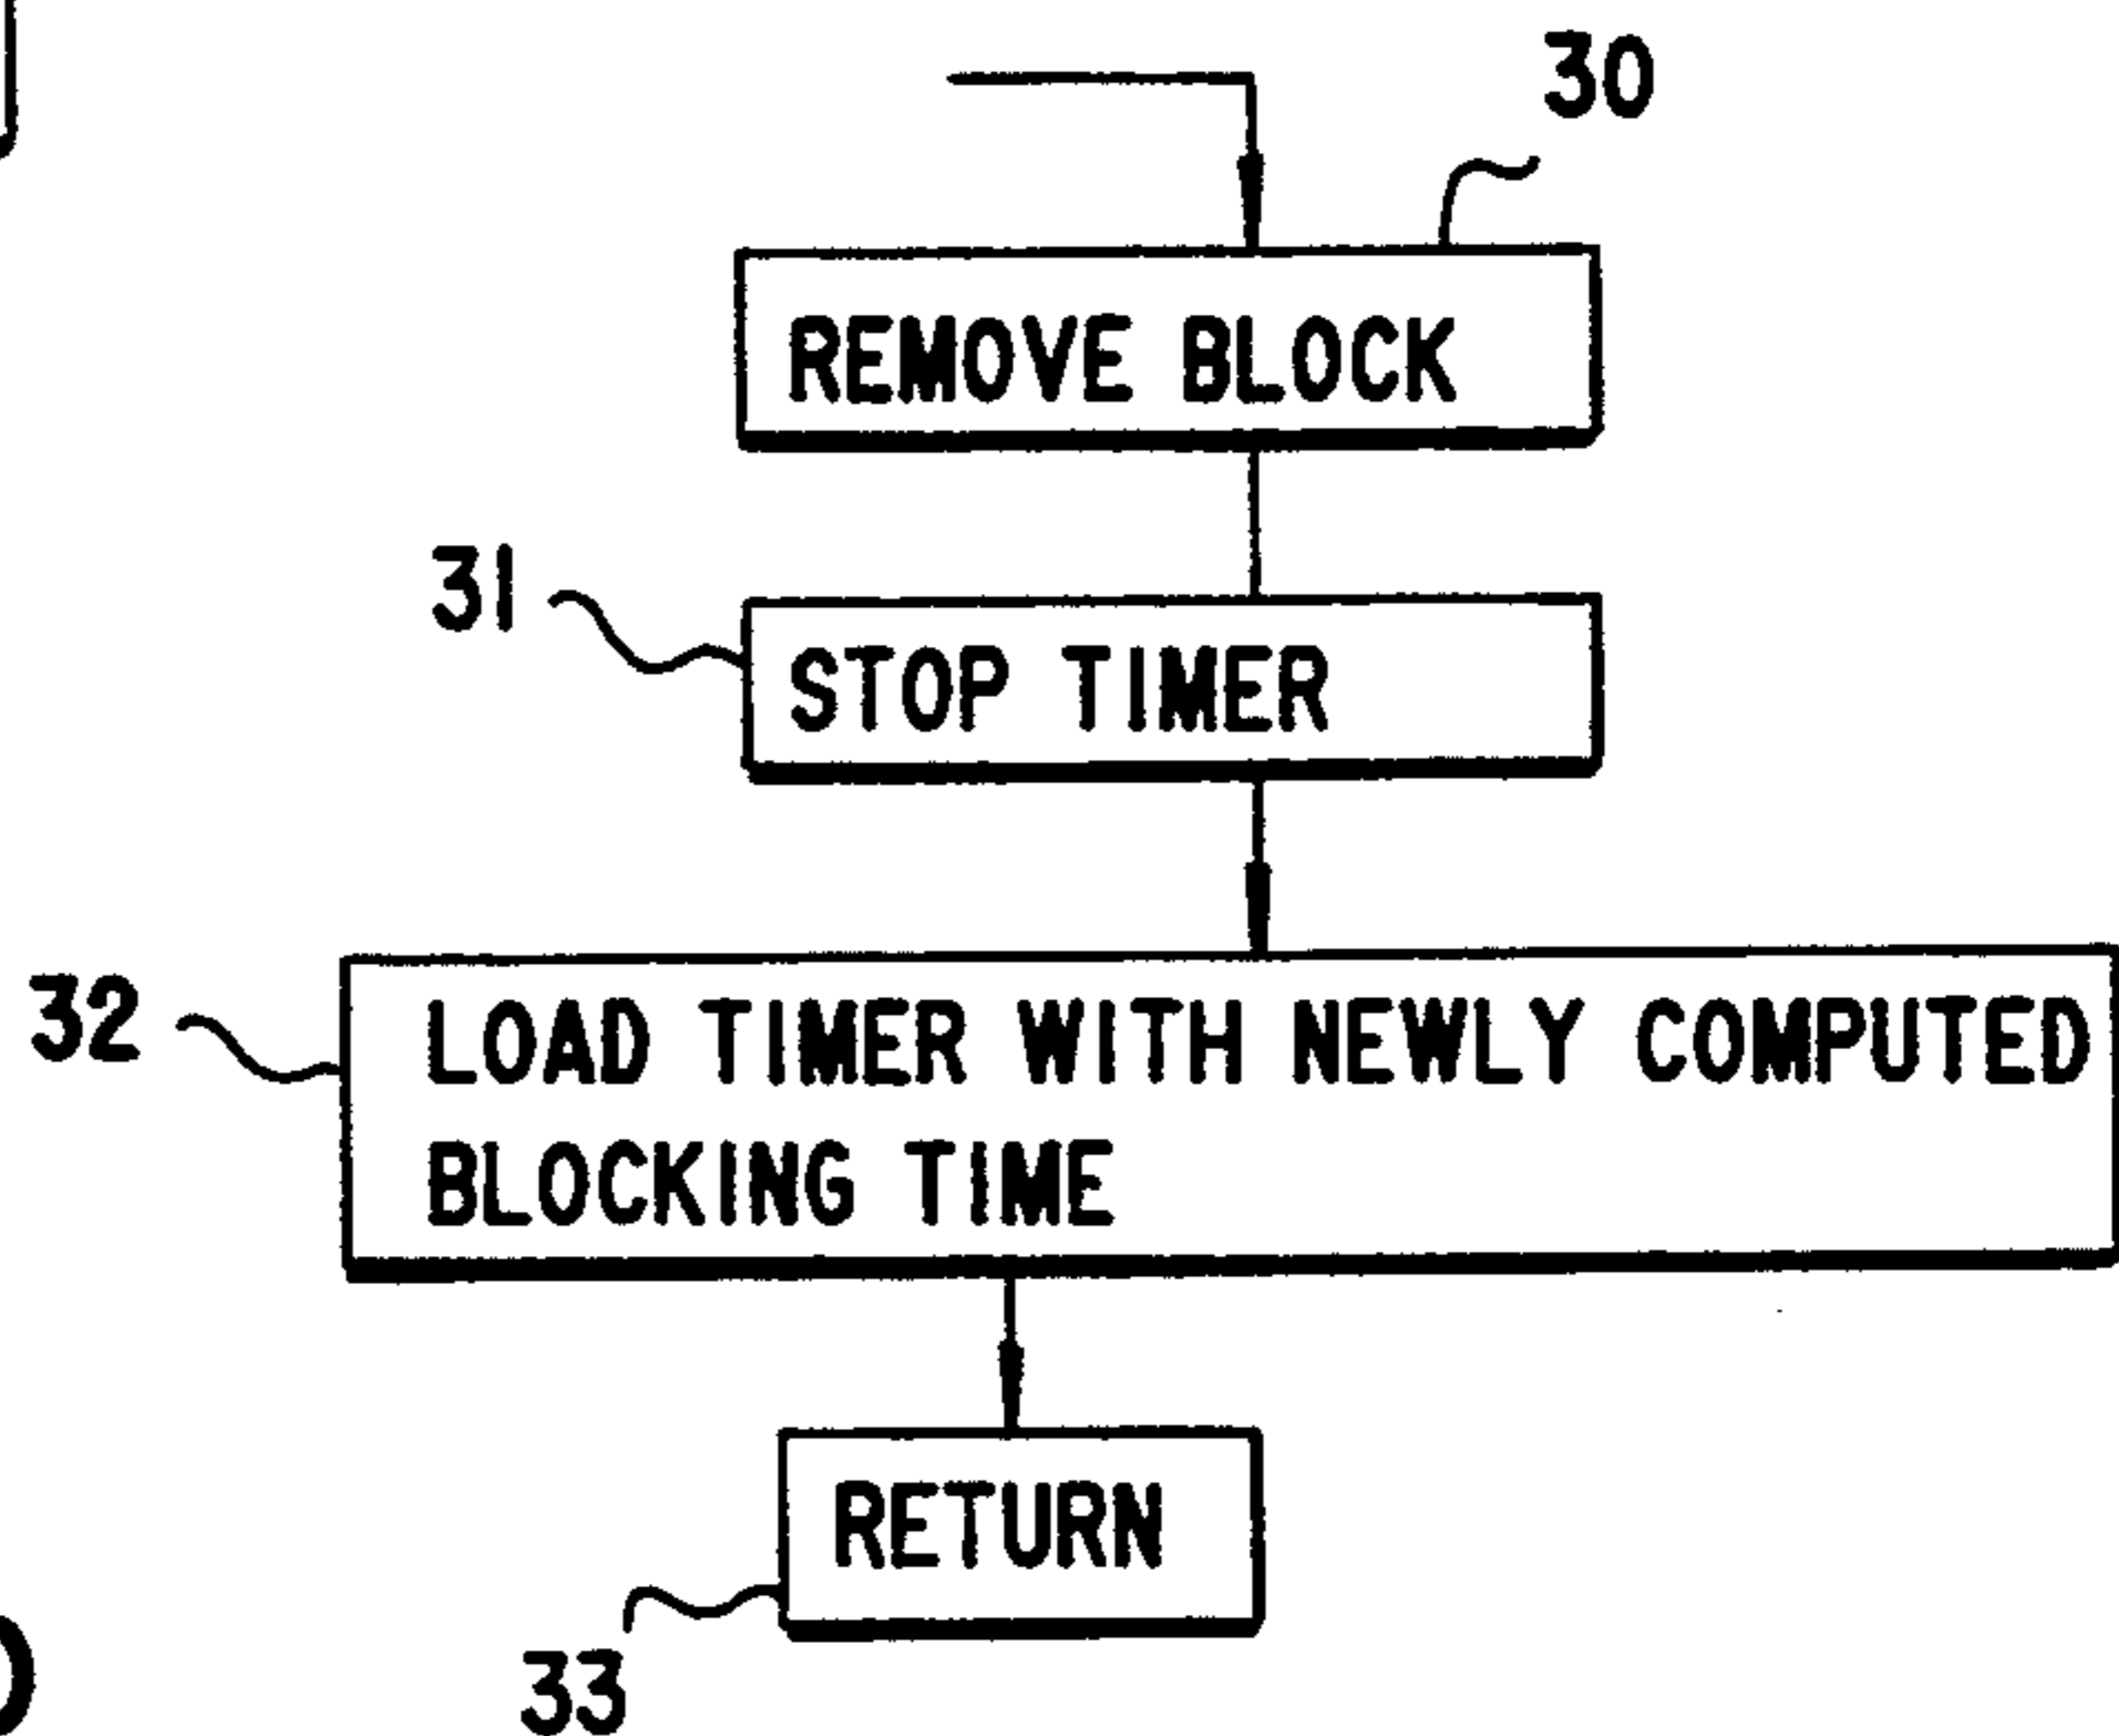 30
REMOVE BLOCK
31
STOP TIMER
32
LOAD TIMER WITH NEWLY COMPUTED
BLOCKING TIME
RETURN
33